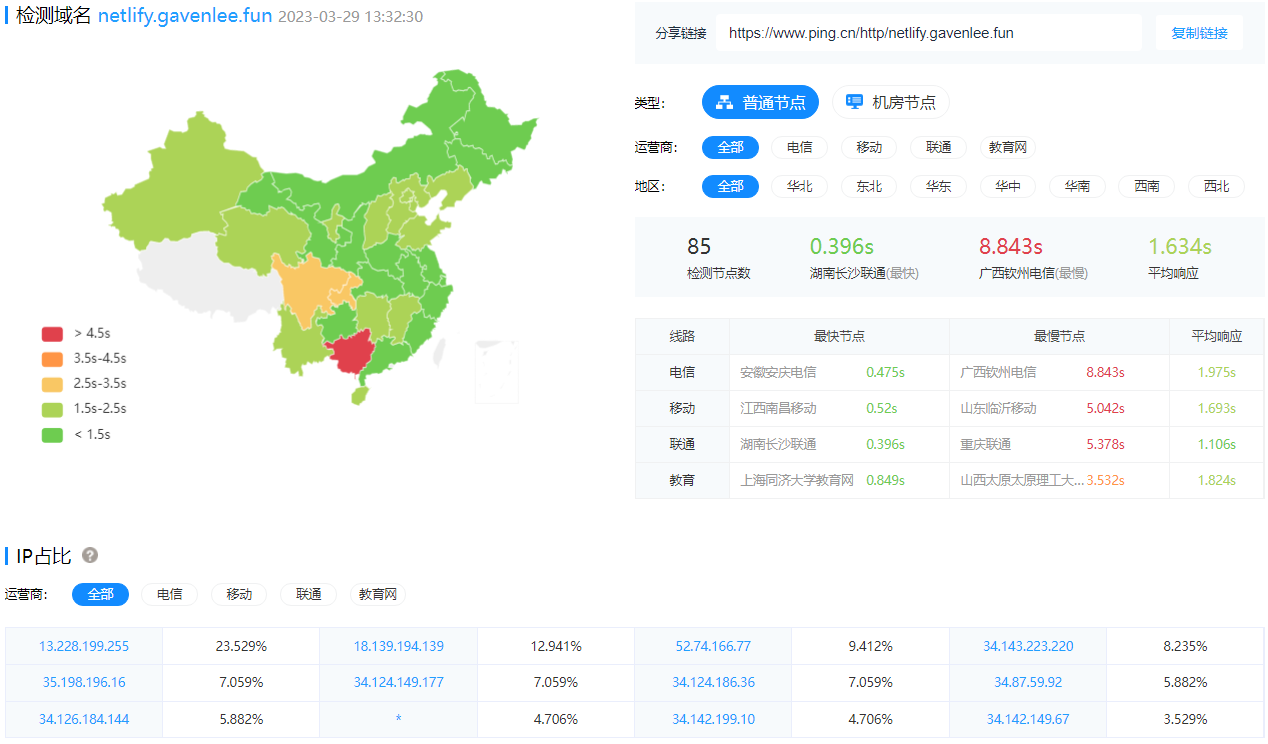 检测域名 netlify.gavenlee.fun 2023-03-29 13:32:30
> 4.5s
3.5s-4.5s
2.5s-3.5s
1.5s-2.5s
< 1.5s
分享链接 https://www.ping.cn/http/netlify.gavenlee.fun 复制链接
类型: 普通节点 机房节点
运营商: 全部 电信 移动 联通 教育网
地区: 全部 华北 东北 华东 华中 华南 西南 西北
85 0.396s 8.843s 1.634s
检测节点数 湖南长沙联通(最快) 广西钦州电信(最慢) 平均响应
线路 最快节点 最慢节点 平均响应
电信 安徽安庆电信 0.475s 广西钦州电信 8.843s 1.975s
移动 江西南昌移动 0.52s 山东临沂移动 5.042s 1.693s
联通 湖南长沙联通 0.396s 重庆联通 5.378s 1.106s
教育 上海同济大学教育网 0.849s 山西太原太原理工大... 3.532s 1.824s
IP占比 ?
运营商: 全部 电信 移动 联通 教育网
13.228.199.255 23.529% 18.139.194.139 12.941% 52.74.166.77 9.412% 34.143.223.220 8.235%
35.198.196.16 7.059% 34.124.149.177 7.059% 34.124.186.36 7.059% 34.87.59.92 5.882%
34.126.184.144 5.882% * 4.706% 34.142.199.10 4.706% 34.142.149.67 3.529%